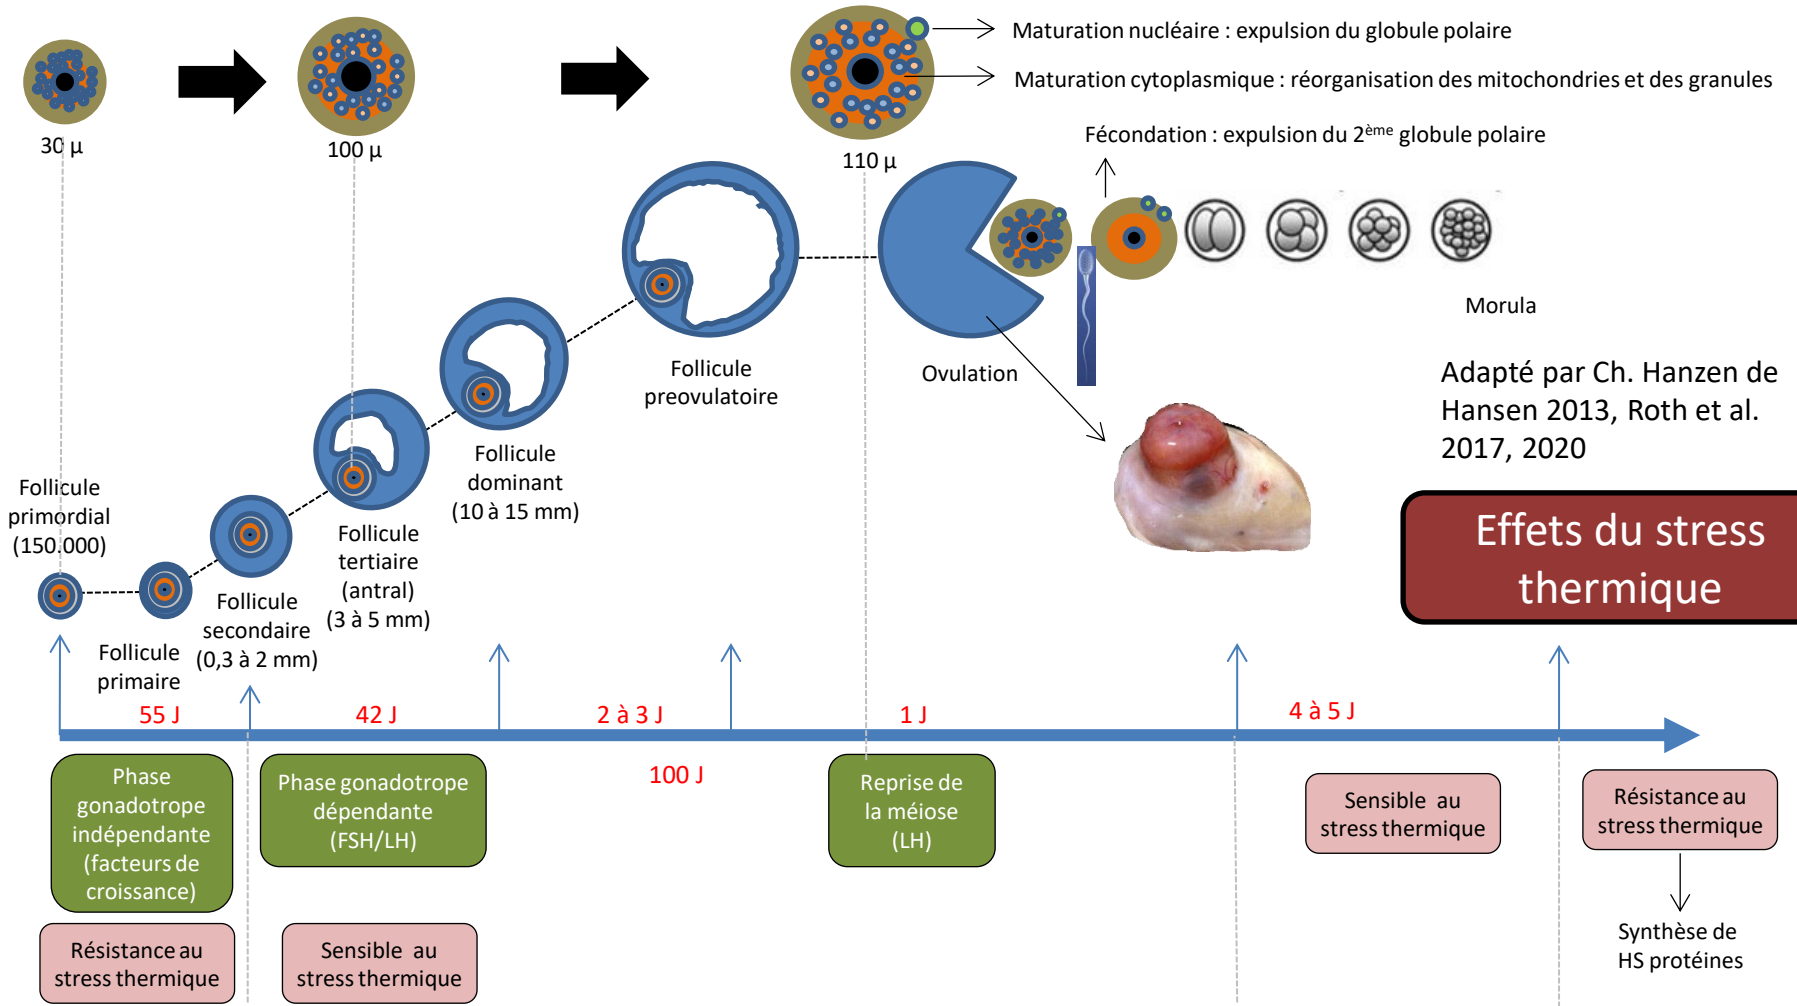 Maturation nucléaire : expulsion du globule polaire
Maturation cytoplasmique : réorganisation des mitochondries et des granules
30 µ
100 µ
110 µ
Fécondation : expulsion du 2ème globule polaire
Morula
Follicule
preovulatoire
Ovulation
Adapté par Ch. Hanzen de
Hansen 2013, Roth et al.
2017, 2020
Follicule
dominant
(10 à 15 mm)
Follicule
primordial
(150.000)
Follicule
tertiaire
(antral)
(3 à 5 mm)
Follicule
secondaire
(0,3 à 2 mm)
Follicule
primaire
Effets du stress
thermique
55 J
42 J
2 à 3 J
1 J
4 à 5 J
100 J
Phase
gonadotrope
indépendante
(facteurs de
croissance)
Phase gonadotrope
dépendante
(FSH/LH)
Reprise de
la méiose
(LH)
Sensible au
stress thermique
Résistance au
stress thermique
Résistance au
stress thermique
Sensible au
stress thermique
Synthèse de
HS protéines